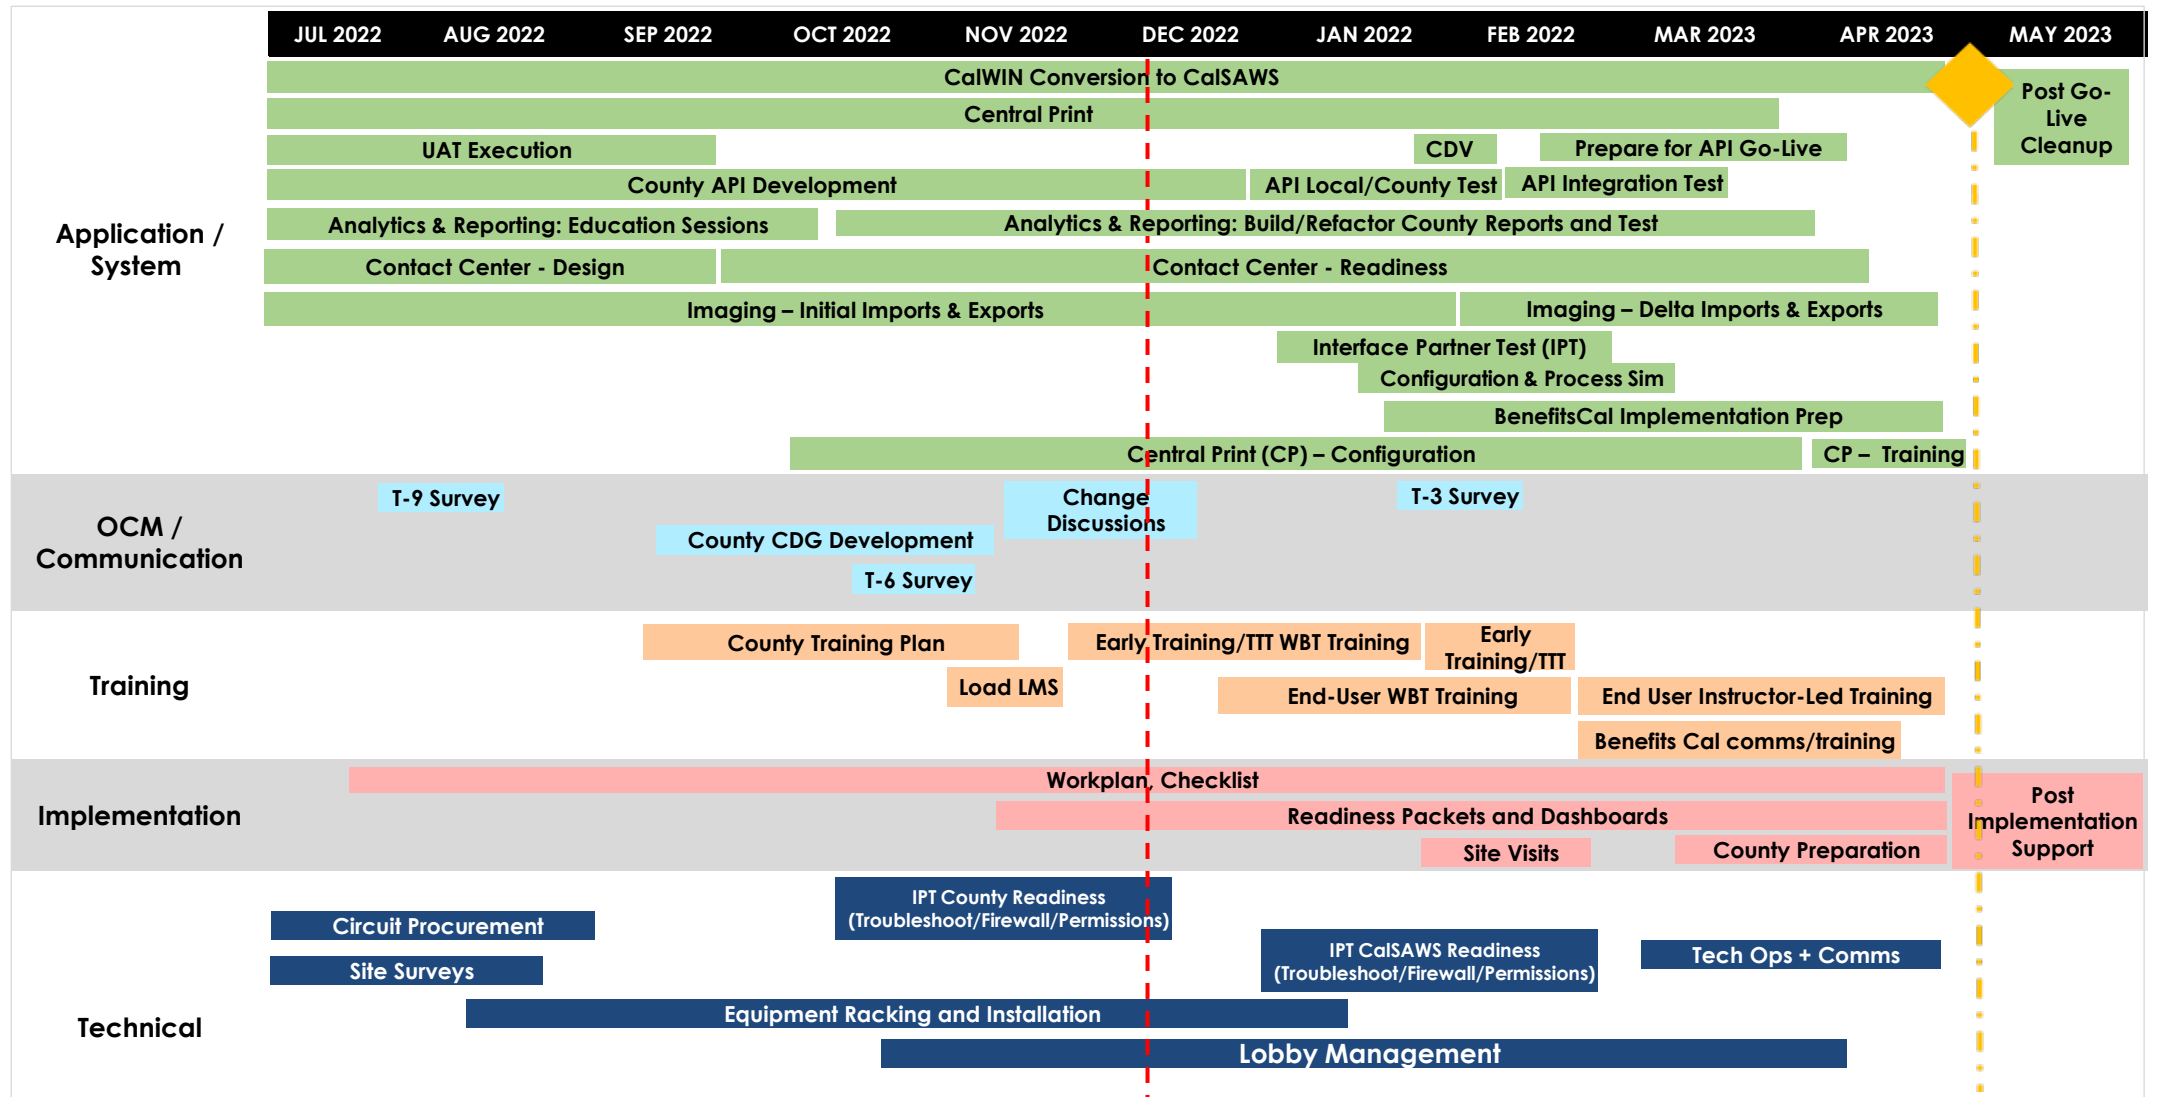 JUL 2022 AUG 2022 SEP 2022 OCT 2022 NOV 2022 DEC 2022 JAN 2022 FEB 2022 MAR 2023 APR 2023 MAY 2023
Application /
System
CalWIN Conversion to CalSAWS
Post Go-
Live
Cleanup
Central Print
UAT Execution
CDV
Prepare for API Go-Live
County API Development
API Local/County Test
API Integration Test
Analytics & Reporting: Education Sessions
Analytics & Reporting: Build/Refactor County Reports and Test
Contact Center - Design
Contact Center - Readiness
Imaging – Initial Imports & Exports
Imaging – Delta Imports & Exports
Interface Partner Test (IPT)
Configuration & Process Sim
BenefitsCal Implementation Prep
Central Print (CP) – Configuration
CP – Training
OCM /
Communication
T-9 Survey
Change
Discussions
T-3 Survey
County CDG Development
T-6 Survey
Training
County Training Plan
Early Training/TTT WBT Training
Early
Training/TTT
Load LMS
End-User WBT Training
End User Instructor-Led Training
Benefits Cal comms/training
Implementation
Workplan, Checklist
Readiness Packets and Dashboards
Site Visits
County Preparation
Post
Implementation
Support
Technical
IPT County Readiness
(Troubleshoot/Firewall/Permissions)
Circuit Procurement
IPT CalSAWS Readiness
(Troubleshoot/Firewall/Permissions)
Tech Ops + Comms
Site Surveys
Equipment Racking and Installation
Lobby Management